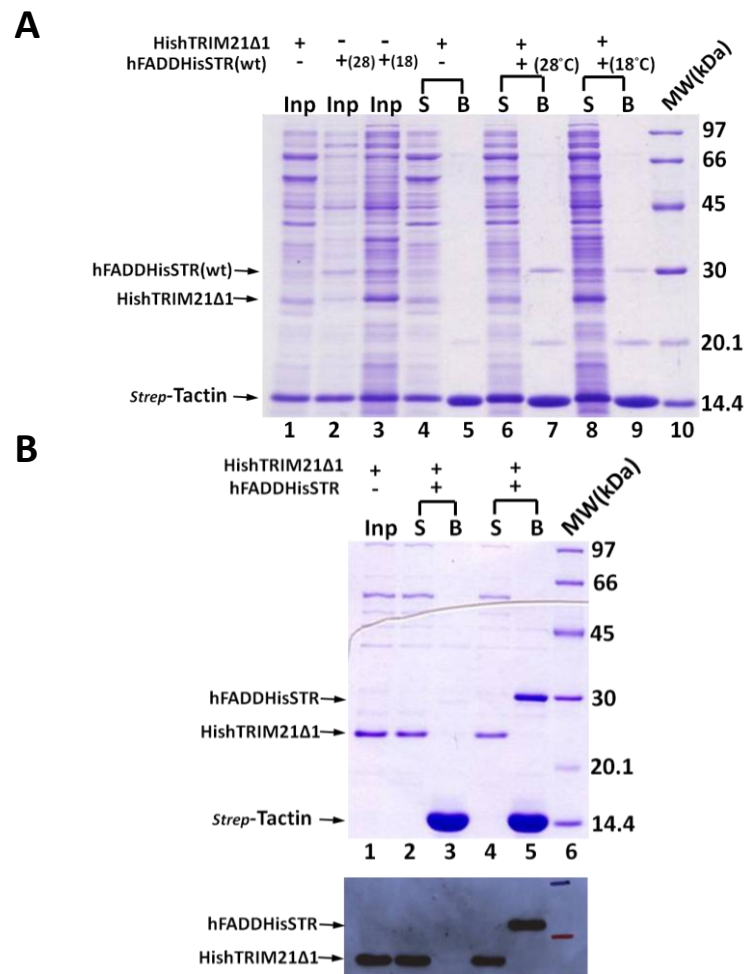 A
HishTRIM21Δ1 + - - + + +
hFADDHisSTR(wt) - +(28) +(18) - + (28°C) +(18°C)
Inp Inp Inp S B S B S B MW(kDa)
97
66
45
hFADDHisSTR(wt) 30
HishTRIM21Δ1
20.1
Strep-Tactin 14.4
1 2 3 4 5 6 7 8 9 10
B
HishTRIM21Δ1 + + +
hFADDHisSTR - + +
Inp S B S B MW(kDa)
97
66
45
hFADDHisSTR 30
HishTRIM21Δ1
20.1
Strep-Tactin 14.4
1 2 3 4 5 6
hFADDHisSTR
HishTRIM21Δ1